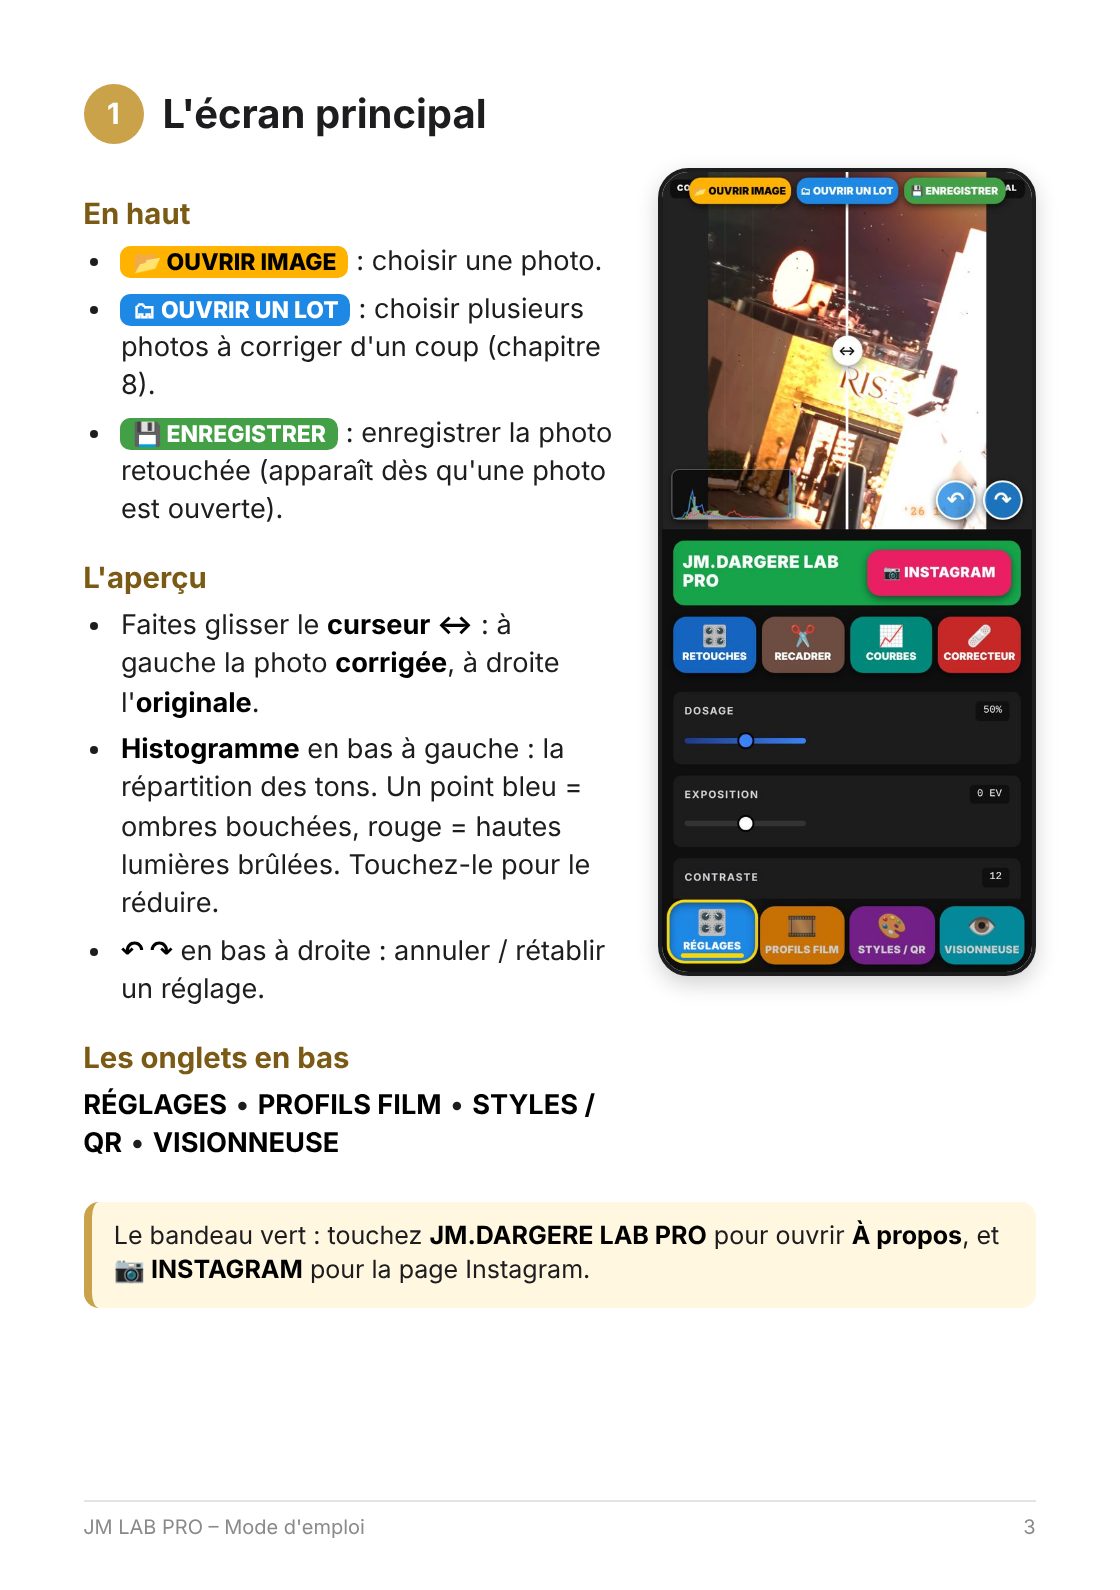 1 L'écran principal
En haut
• 📂 OUVRIR IMAGE : choisir une photo.
• 🗂 OUVRIR UN LOT : choisir plusieurs
photos à corriger d'un coup (chapitre
8).
• 💾 ENREGISTRER : enregistrer la photo
retouchée (apparaît dès qu'une photo
est ouverte).
L'aperçu
• Faites glisser le curseur ↔ : à
gauche la photo corrigée, à droite
l'originale.
• Histogramme en bas à gauche : la
répartition des tons. Un point bleu =
ombres bouchées, rouge = hautes
lumières brûlées. Touchez-le pour le
réduire.
• ↶ ↷ en bas à droite : annuler / rétablir
un réglage.
Les onglets en bas
RÉGLAGES • PROFILS FILM • STYLES /
QR • VISIONNEUSE
📂 OUVRIR IMAGE 🗂 OUVRIR UN LOT 💾 ENREGISTRER
RISE
'26
JM.DARGERE LAB
PRO
📷 INSTAGRAM
RETOUCHES RECADRER COURBES CORRECTEUR
DOSAGE 50%
EXPOSITION 0 EV
CONTRASTE 12
RÉGLAGES PROFILS FILM STYLES / QR VISIONNEUSE
Le bandeau vert : touchez JM.DARGERE LAB PRO pour ouvrir À propos, et
📷 INSTAGRAM pour la page Instagram.
JM LAB PRO – Mode d'emploi 3